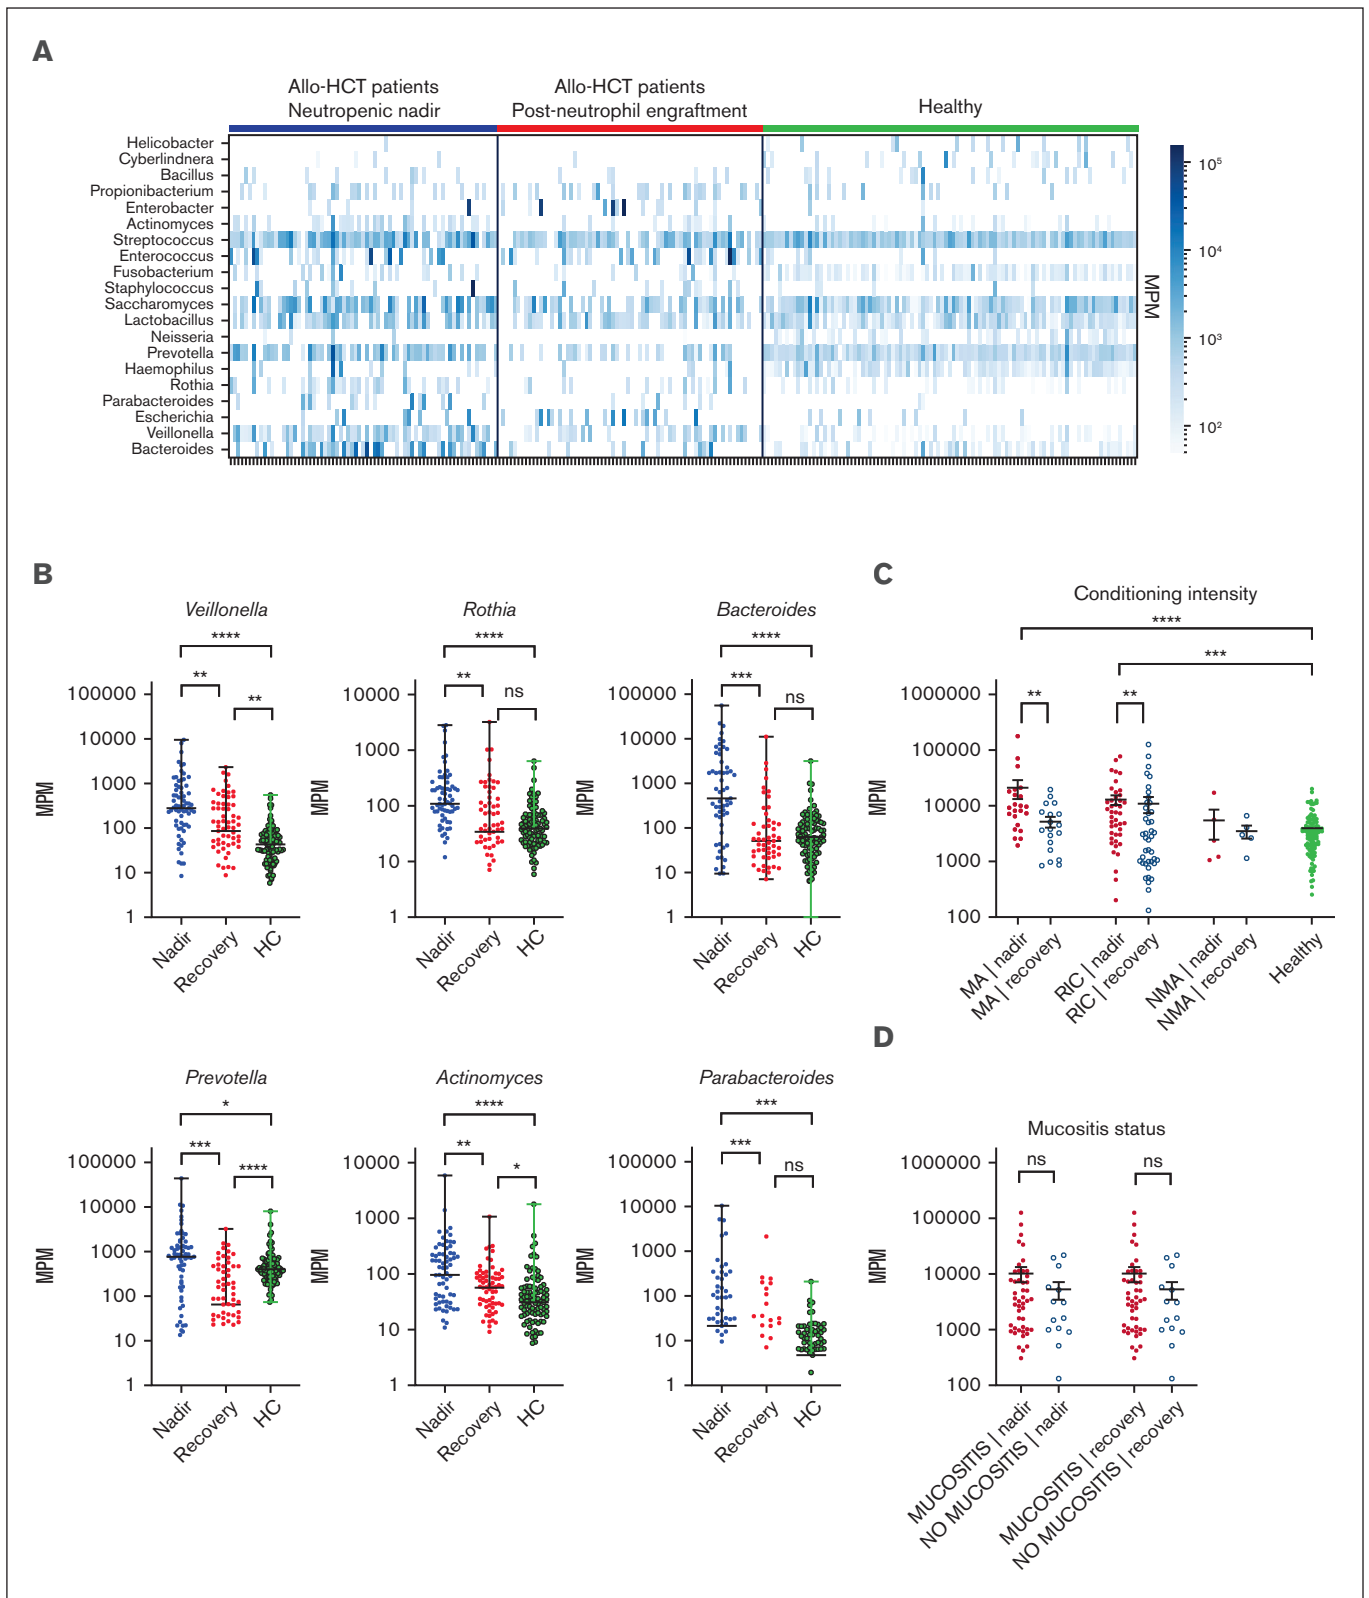 A
Allo-HCT patients
Neutropenic nadir
Allo-HCT patients
Post-neutrophil engraftment
Healthy
Helicobacter
Cyberlindnera
Bacillus
Propionibacterium
Enterobacter
Actinomyces
Streptococcus
Enterococcus
Fusobacterium
Staphylococcus
Saccharomyces
Lactobacillus
Neisseria
Prevotella
Haemophilus
Rothia
Parabacteroides
Escherichia
Veillonella
Bacteroides
10⁵
10⁴
10³
10²
MPM
B
Veillonella
****
**
**
100000
10000
1000
100
10
1
MPM
Nadir
Recovery
HC
Rothia
****
**
ns
10000
1000
100
10
1
MPM
Nadir
Recovery
HC
Bacteroides
****
***
ns
100000
10000
1000
100
10
1
MPM
Nadir
Recovery
HC
C
Conditioning intensity
****
***
**
**
1000000
100000
10000
1000
100
MPM
MA | nadir
MA | recovery
RIC | nadir
RIC | recovery
NMA | nadir
NMA | recovery
Healthy
Prevotella
*
***
****
100000
10000
1000
100
10
1
MPM
Nadir
Recovery
HC
Actinomyces
****
**
*
10000
1000
100
10
1
MPM
Nadir
Recovery
HC
Parabacteroides
***
***
ns
100000
10000
1000
100
10
1
MPM
Nadir
Recovery
HC
D
Mucositis status
ns
ns
1000000
100000
10000
1000
100
MPM
MUCOSITIS | nadir
NO MUCOSITIS | nadir
MUCOSITIS | recovery
NO MUCOSITIS | recovery